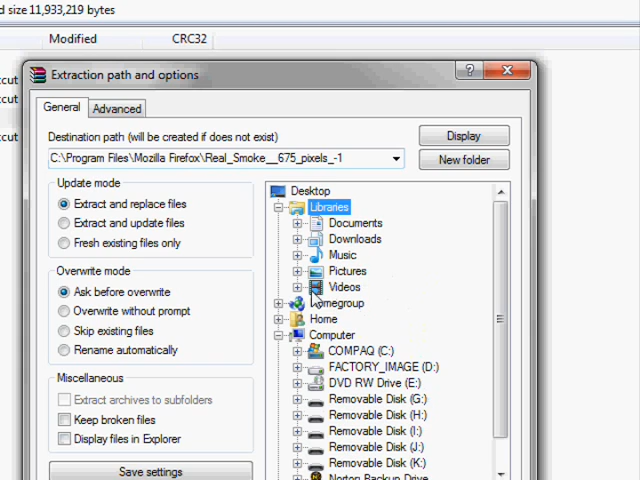 d size 11,933,219 bytes
Modified CRC32
cut
cut
cut
Extraction path and options
General Advanced
Destination path (will be created if does not exist)
C:\Program Files\Mozilla Firefox\Real_Smoke__675_pixels_-1
Display
New folder
Update mode
Extract and replace files
Extract and update files
Fresh existing files only
Overwrite mode
Ask before overwrite
Overwrite without prompt
Skip existing files
Rename automatically
Miscellaneous
Extract archives to subfolders
Keep broken files
Display files in Explorer
Save settings
Desktop
Libraries
Documents
Downloads
Music
Pictures
Videos
Homegroup
Home
Computer
COMPAQ (C:)
FACTORY_IMAGE (D:)
DVD RW Drive (E:)
Removable Disk (G:)
Removable Disk (H:)
Removable Disk (I:)
Removable Disk (J:)
Removable Disk (K:)
Norton Backup Drive